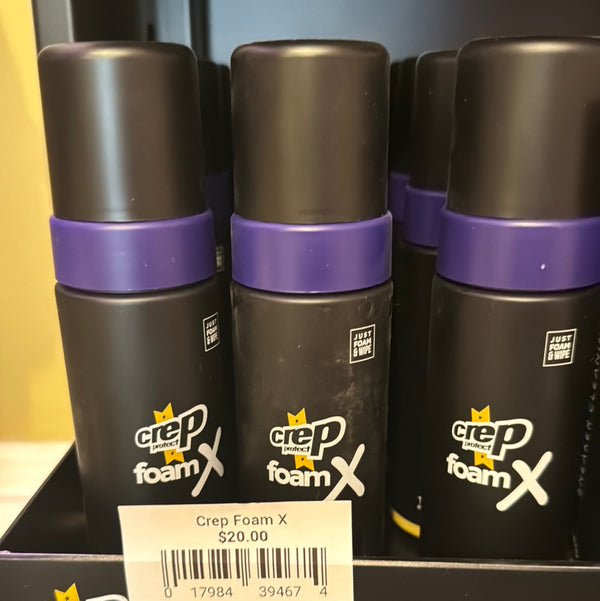 JUST
FOAM
& WIPE
crep
protect
foam X
JUST
FOAM
& WIPE
crep
protect
foam X
JUST
FOAM
& WIPE
crep
protect
foam X
Crep Foam X
$20.00
0 17984 39467 4
crep